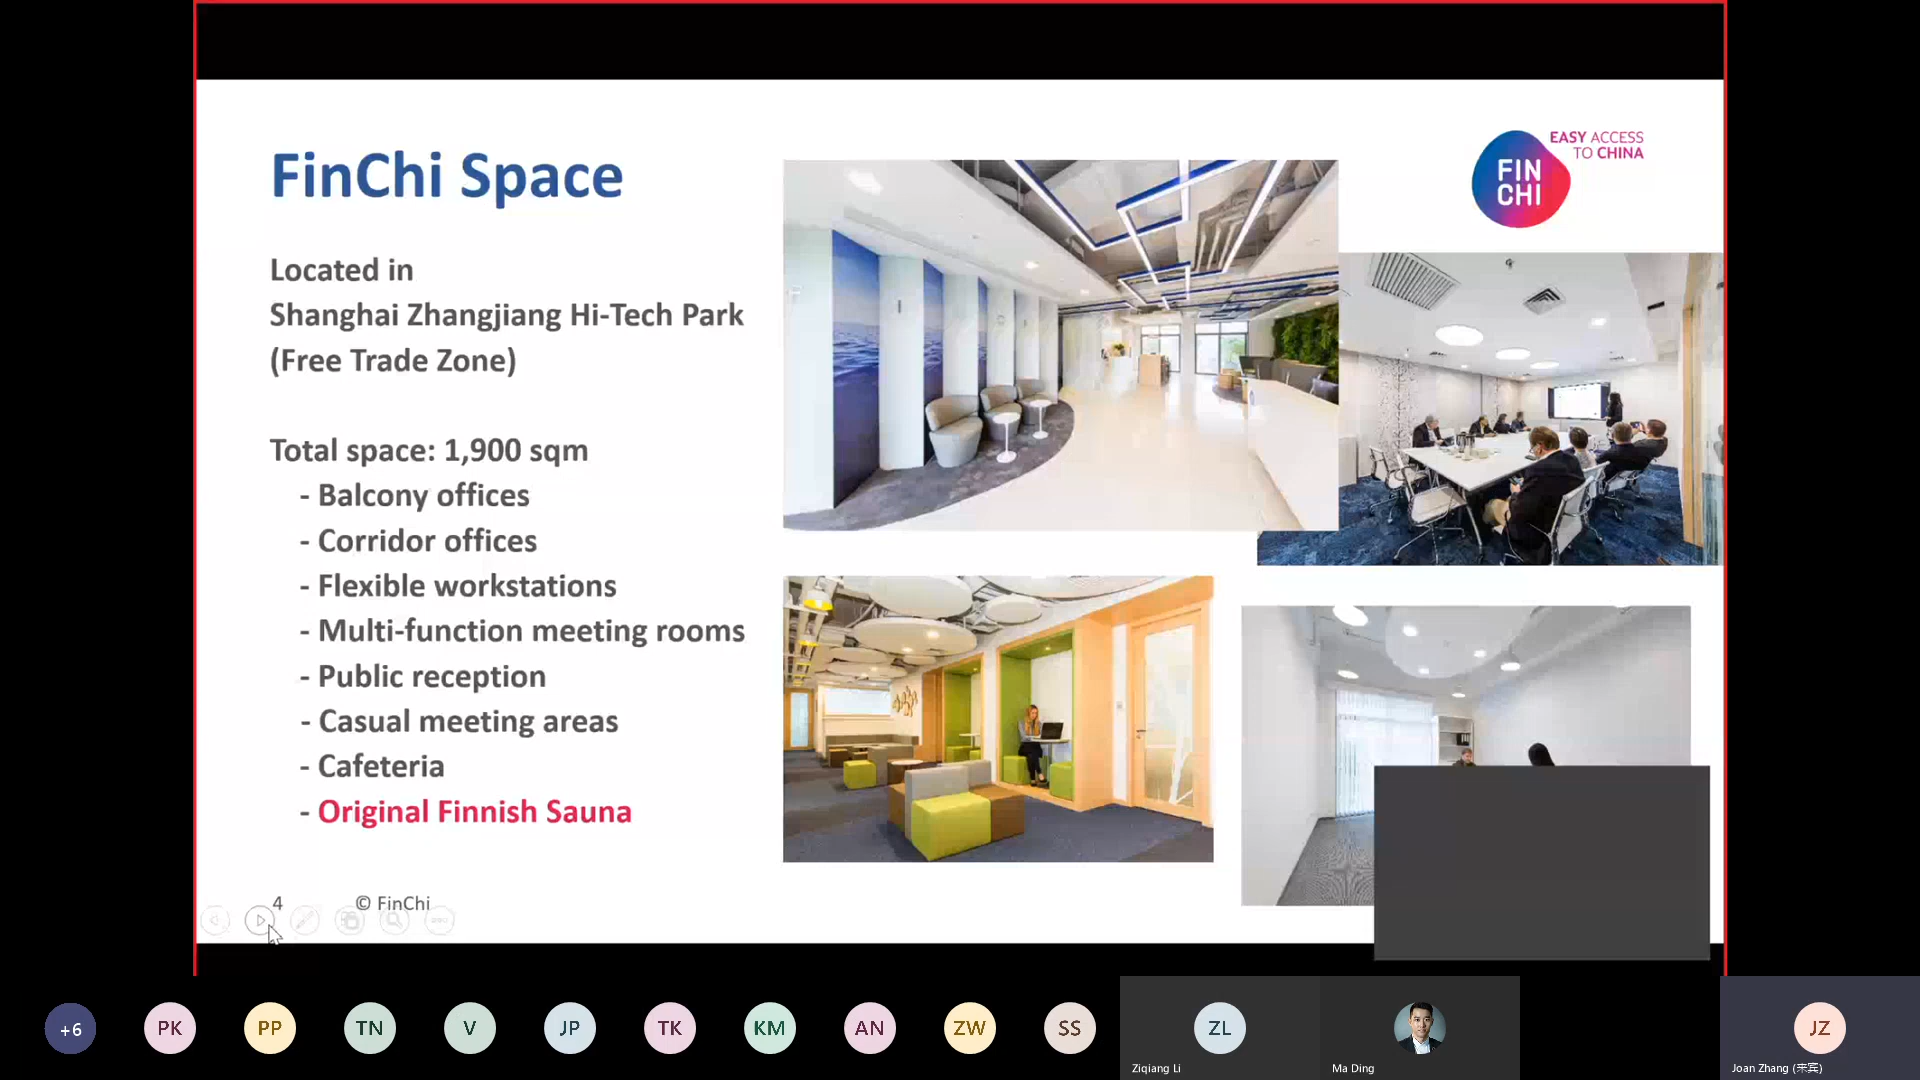 FinChi Space
EASY ACCESS
TO CHINA
FIN
CHI
Located in
Shanghai Zhangjiang Hi-Tech Park
(Free Trade Zone)
Total space: 1,900 sqm
- Balcony offices
- Corridor offices
- Flexible workstations
- Multi-function meeting rooms
- Public reception
- Casual meeting areas
- Cafeteria
- Original Finnish Sauna
4
© FinChi
+6
PK
PP
TN
V
JP
TK
KM
AN
ZW
SS
ZL
JZ
Ziqiang Li
Ma Ding
Joan Zhang (来宾)